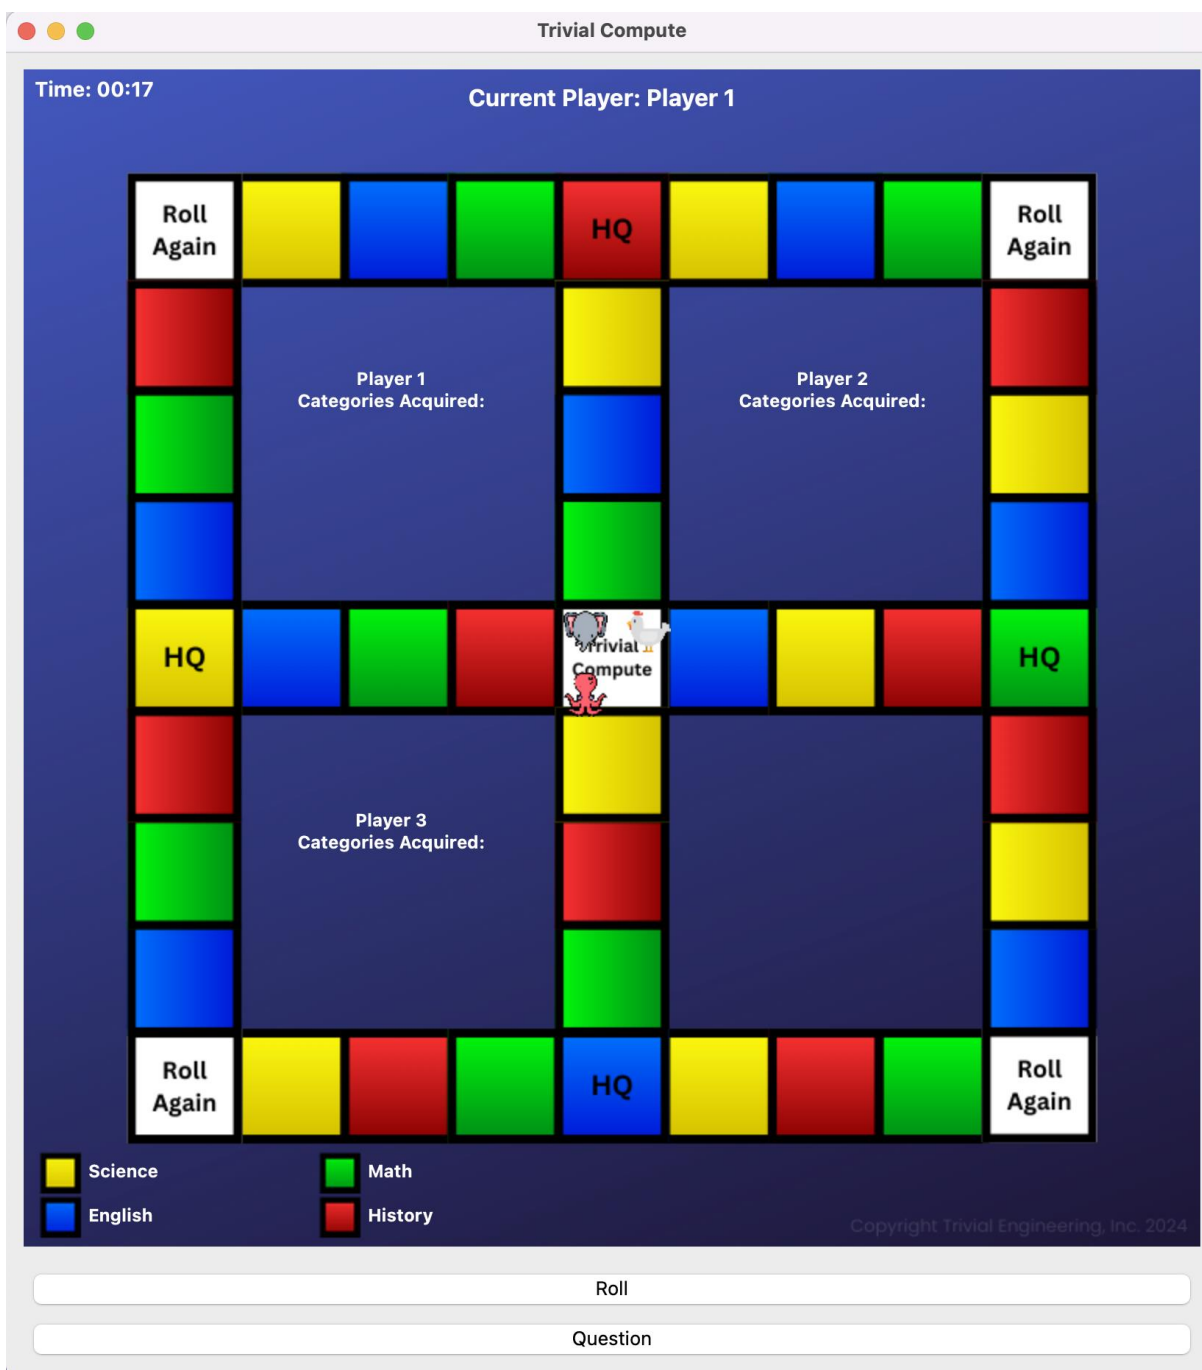 Trivial Compute
Time: 00:17
Current Player: Player 1
Roll
Again
HQ
Roll
Again
Player 1
Categories Acquired:
Player 2
Categories Acquired:
HQ
Trivial
Compute
HQ
Player 3
Categories Acquired:
Roll
Again
HQ
Roll
Again
Science
Math
English
History
Copyright Trivial Engineering, Inc. 2024
Roll
Question